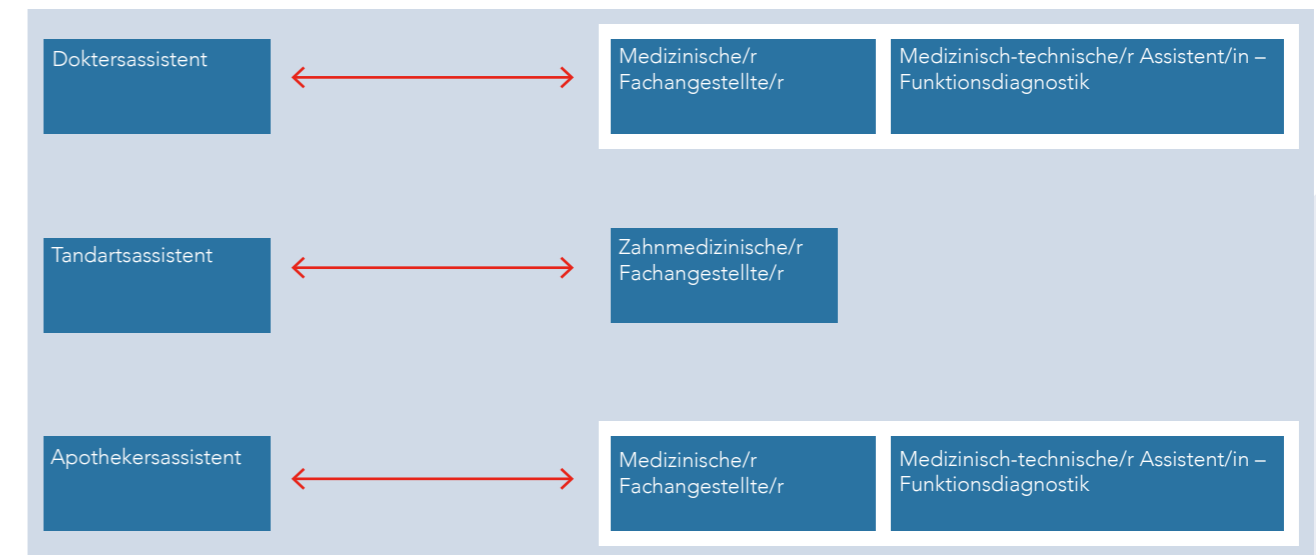 Doktersassistent
Medizinische/r
Fachangestellte/r
Medizinisch-technische/r Assistent/in –
Funktionsdiagnostik
Tandartsassistent
Zahnmedizinische/r
Fachangestellte/r
Apothekersassistent
Medizinische/r
Fachangestellte/r
Medizinisch-technische/r Assistent/in –
Funktionsdiagnostik